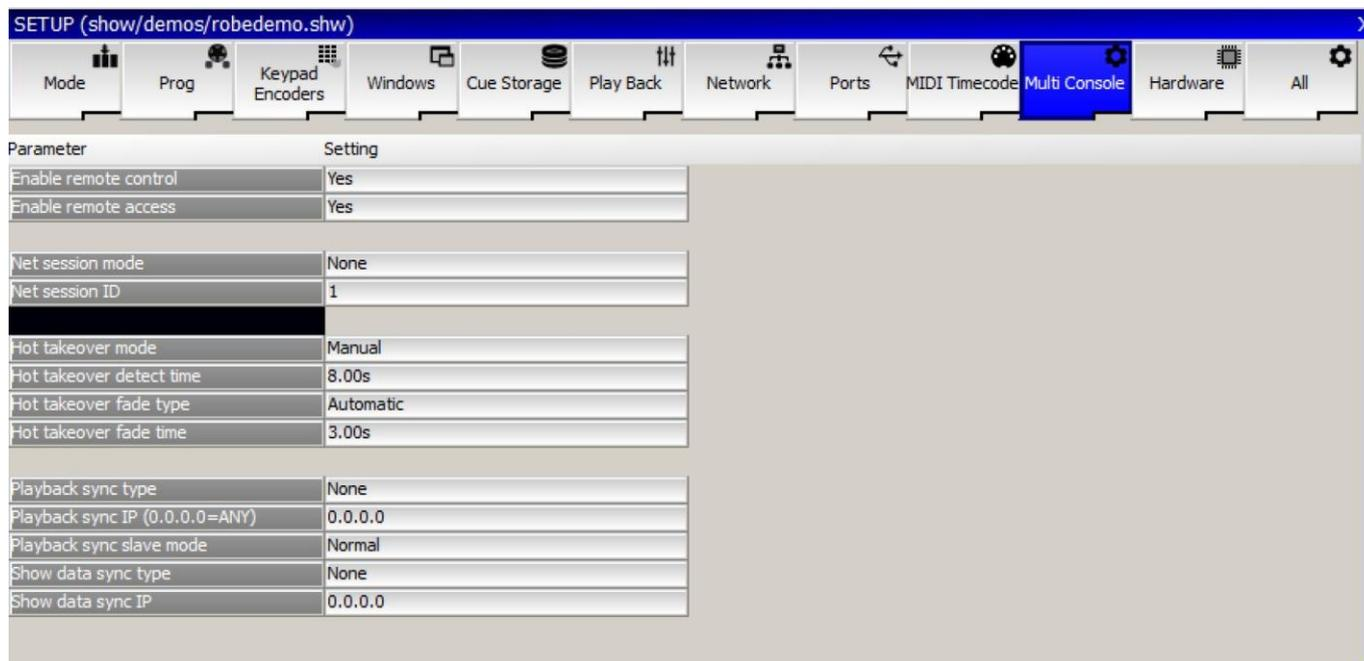 SETUP (show/demos/robedemo.shw) X
Mode Prog Keypad Encoders Windows Cue Storage Play Back Network Ports MIDI Timecode Multi Console Hardware All
Parameter Setting
Enable remote control Yes
Enable remote access Yes
Net session mode None
Net session ID 1
Hot takeover mode Manual
Hot takeover detect time 8.00s
Hot takeover fade type Automatic
Hot takeover fade time 3.00s
Playback sync type None
Playback sync IP (0.0.0.0=ANY) 0.0.0.0
Playback sync slave mode Normal
Show data sync type None
Show data sync IP 0.0.0.0